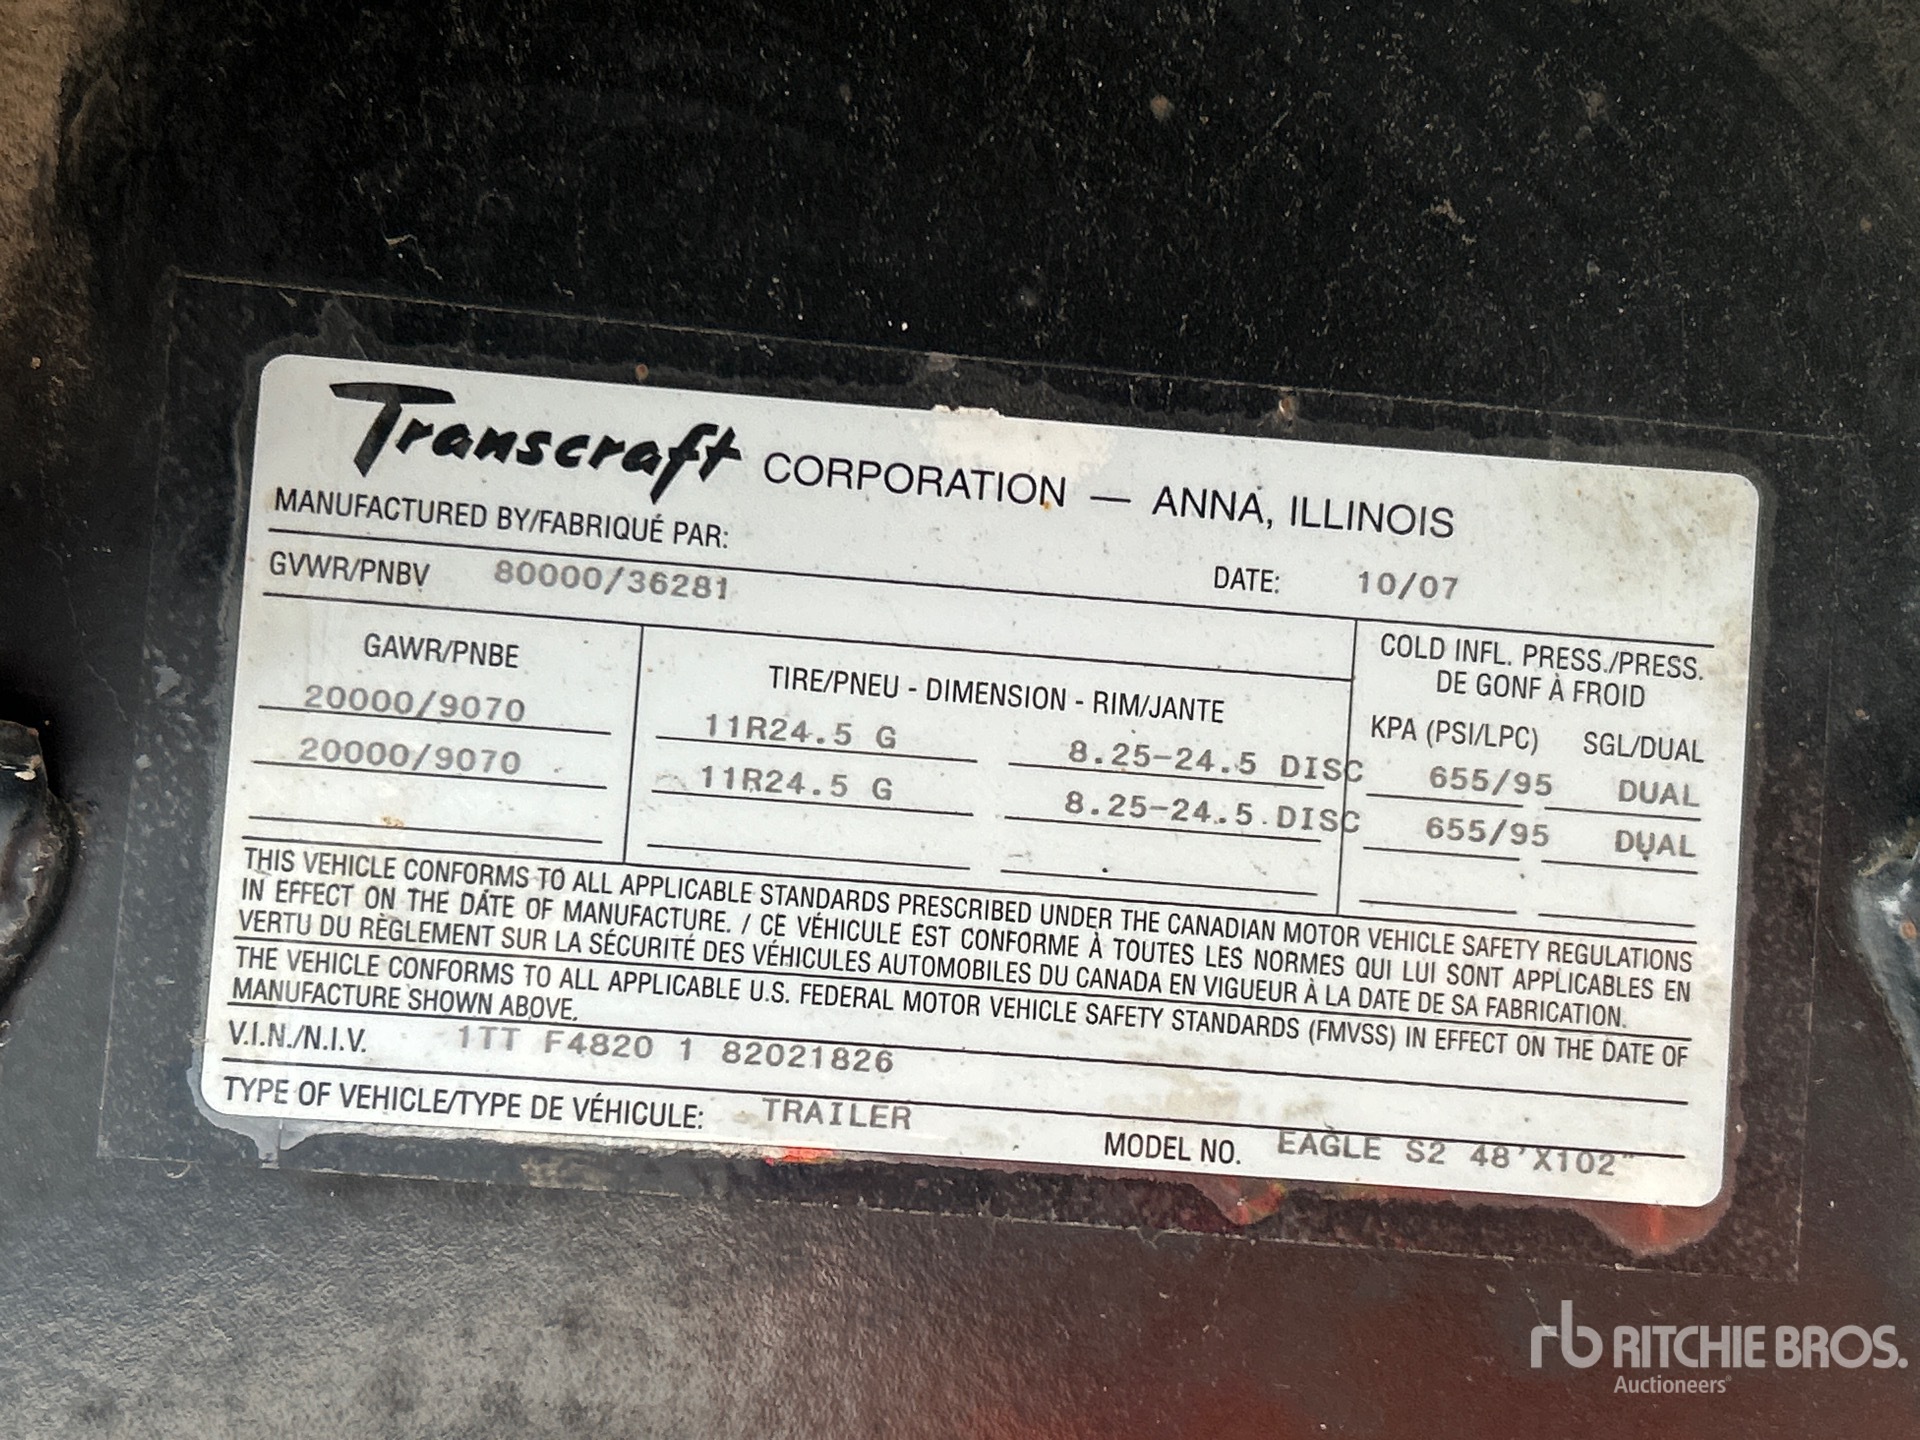 Transcraft CORPORATION — ANNA, ILLINOIS
MANUFACTURED BY/FABRIQUÉ PAR:
GVWR/PNBV 80000/36281 DATE: 10/07
GAWR/PNBE TIRE/PNEU - DIMENSION - RIM/JANTE COLD INFL. PRESS./PRESS.
DE GONF À FROID
KPA (PSI/LPC) SGL/DUAL
20000/9070 11R24.5 G 8.25-24.5 DISC 655/95 DUAL
20000/9070 11R24.5 G 8.25-24.5 DISC 655/95 DUAL
THIS VEHICLE CONFORMS TO ALL APPLICABLE STANDARDS PRESCRIBED UNDER THE CANADIAN MOTOR VEHICLE SAFETY REGULATIONS
IN EFFECT ON THE DATE OF MANUFACTURE. / CE VÉHICULE EST CONFORME À TOUTES LES NORMES QUI LUI SONT APPLICABLES EN
VERTU DU RÈGLEMENT SUR LA SÉCURITÉ DES VÉHICULES AUTOMOBILES DU CANADA EN VIGUEUR À LA DATE DE SA FABRICATION.
THE VEHICLE CONFORMS TO ALL APPLICABLE U.S. FEDERAL MOTOR VEHICLE SAFETY STANDARDS (FMVSS) IN EFFECT ON THE DATE OF
MANUFACTURE SHOWN ABOVE.
V.I.N./N.I.V. 1TT F4820 1 82021826
TYPE OF VEHICLE/TYPE DE VÉHICULE: TRAILER MODEL NO. EAGLE S2 48'X102"
rb RITCHIE BROS.
Auctioneers